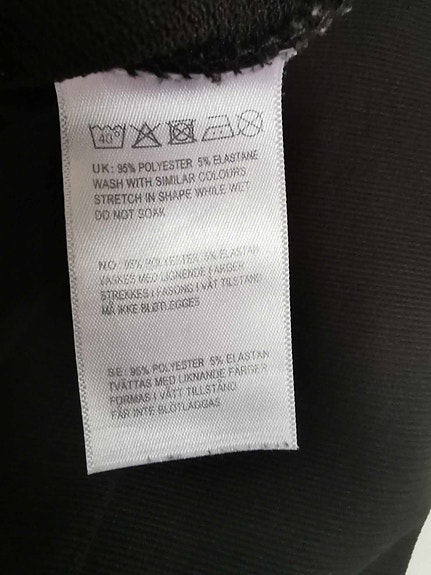 40°
UK: 95% POLYESTER 5% ELASTANE
WASH WITH SIMILAR COLOURS
STRETCH IN SHAPE WHILE WET
DO NOT SOAK
NO: 95% POLYESTER 5% ELASTAN
VASKES MED LIGNENDE FARGER
STREKKES I FASONG I VÅT TILSTAND
MÅ IKKE BLØTLEGGES
SE: 95% POLYESTER 5% ELASTAN
TVÄTTAS MED LIKNANDE FÄRGER
FORMAS I VÅTT TILLSTÅND
FÅR INTE BLÖTLÄGGAS